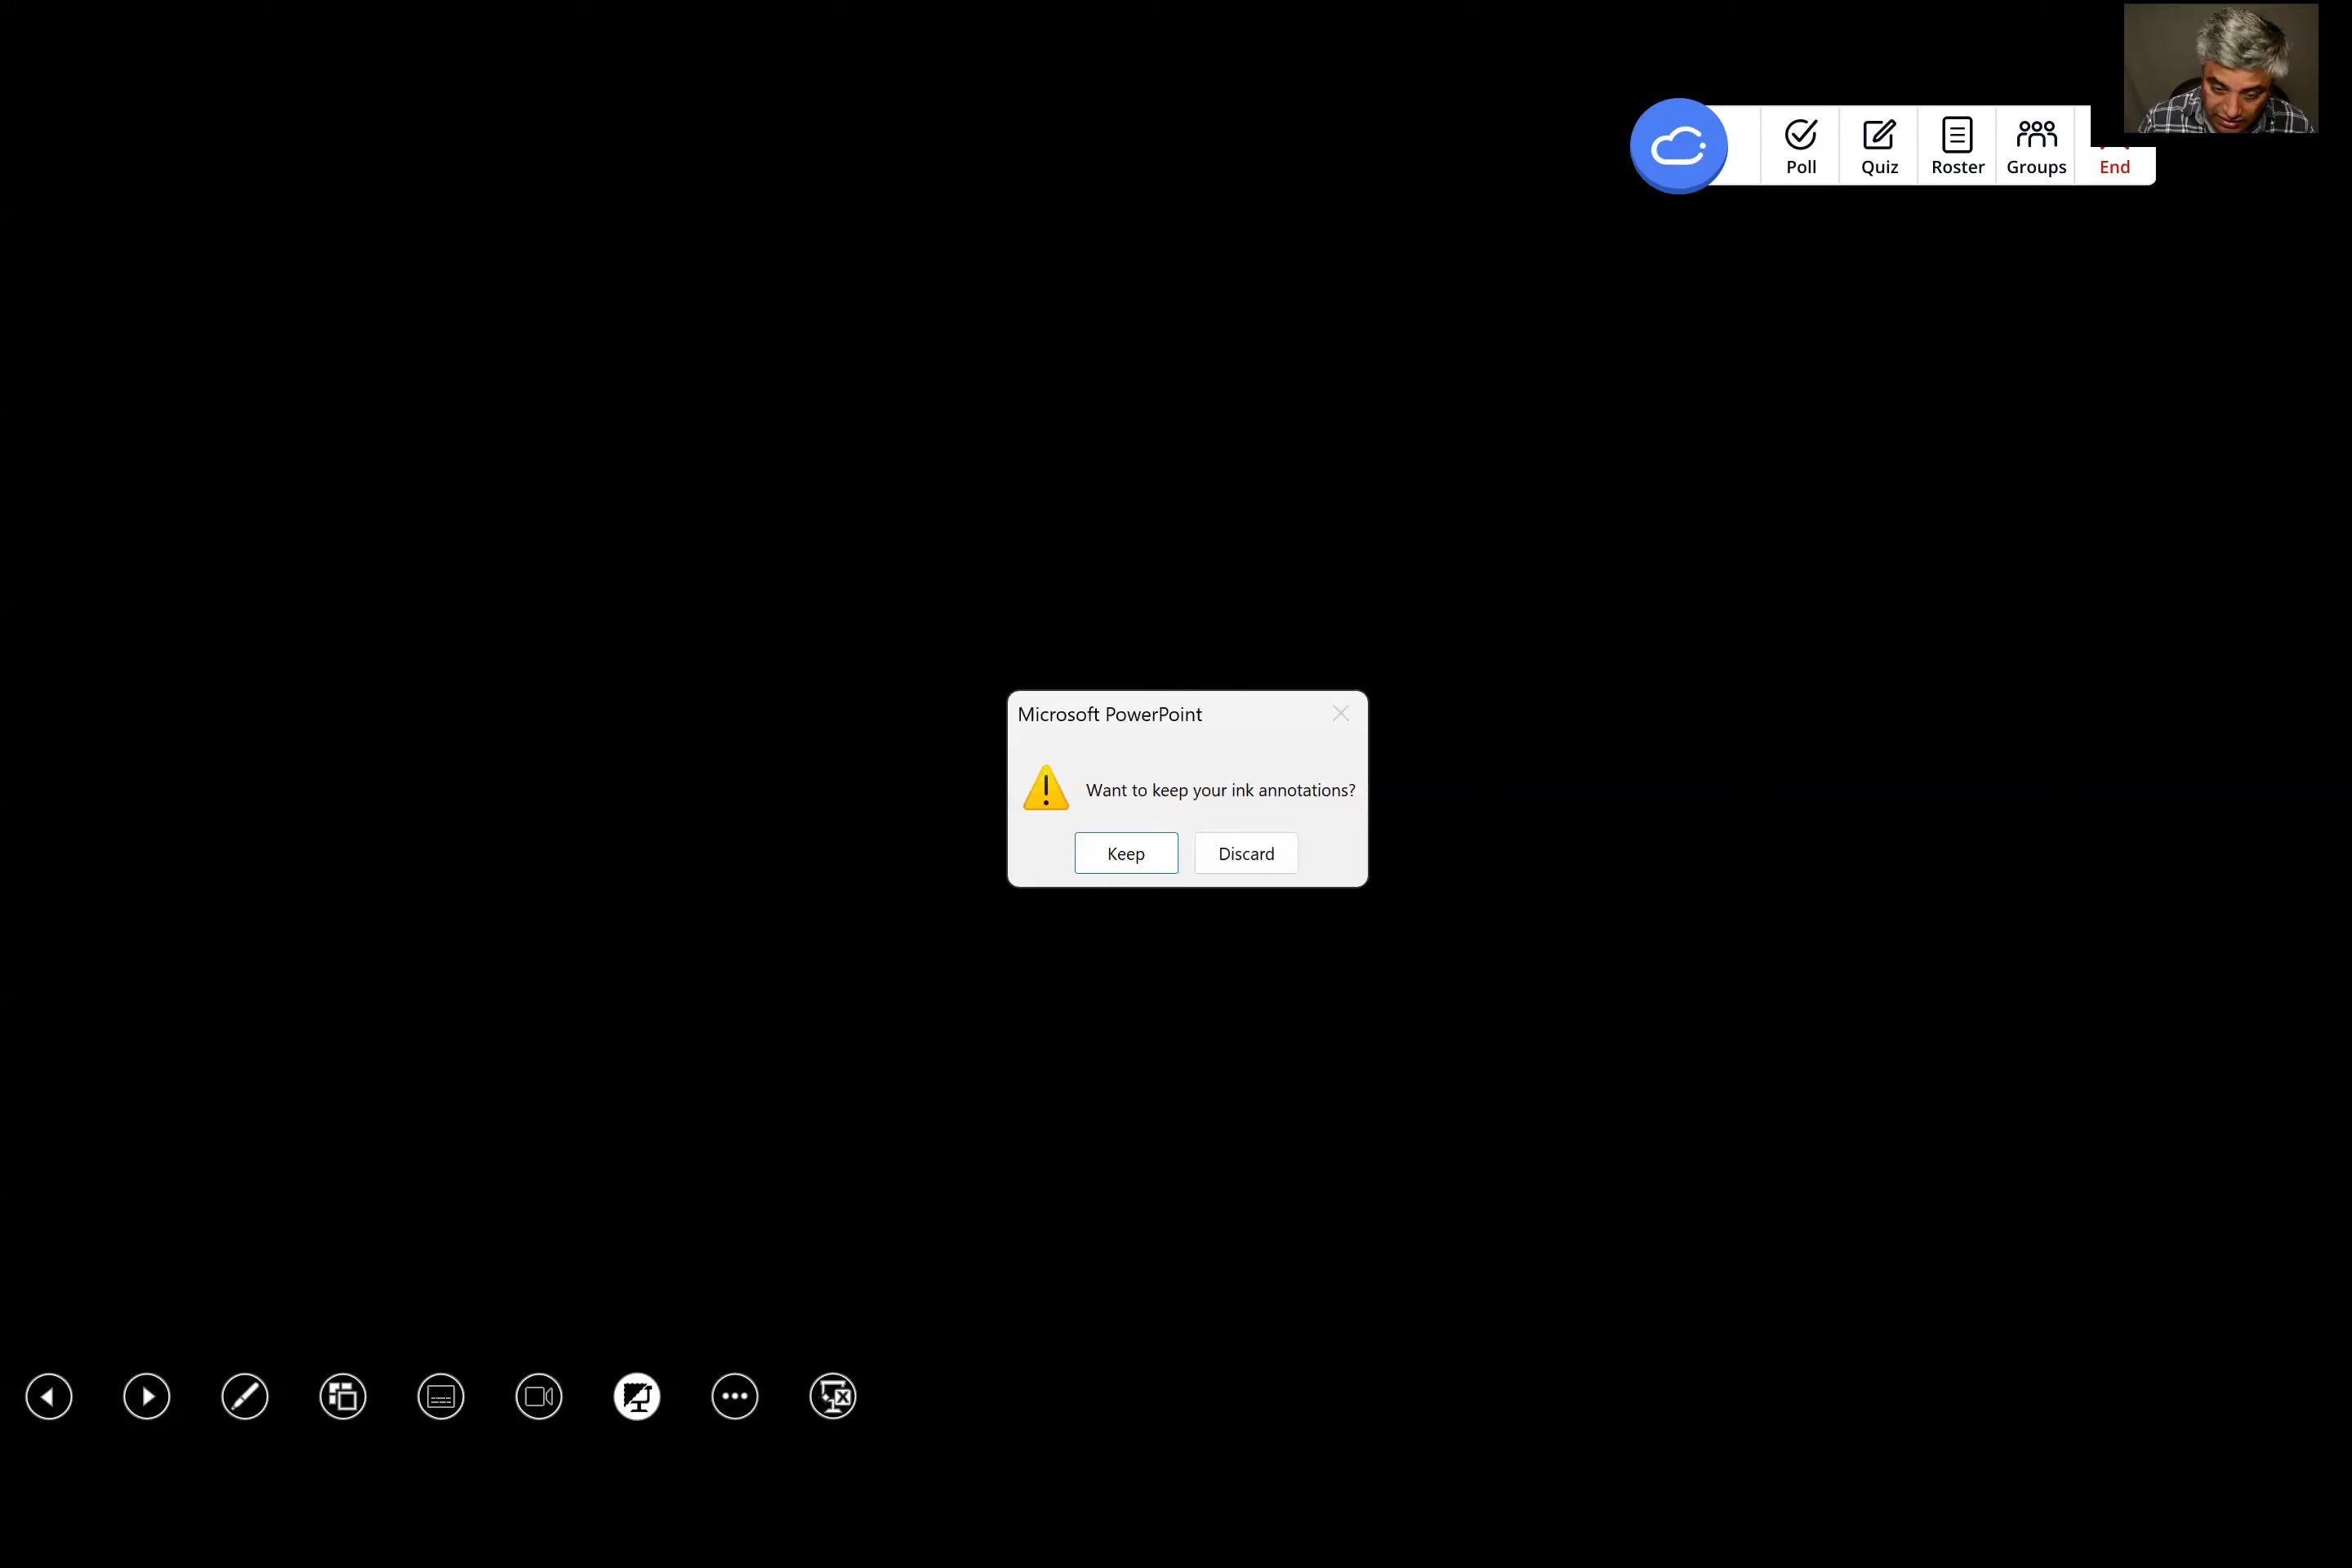 Poll Quiz Roster Groups End
Microsoft PowerPoint
Want to keep your ink annotations?
Keep Discard